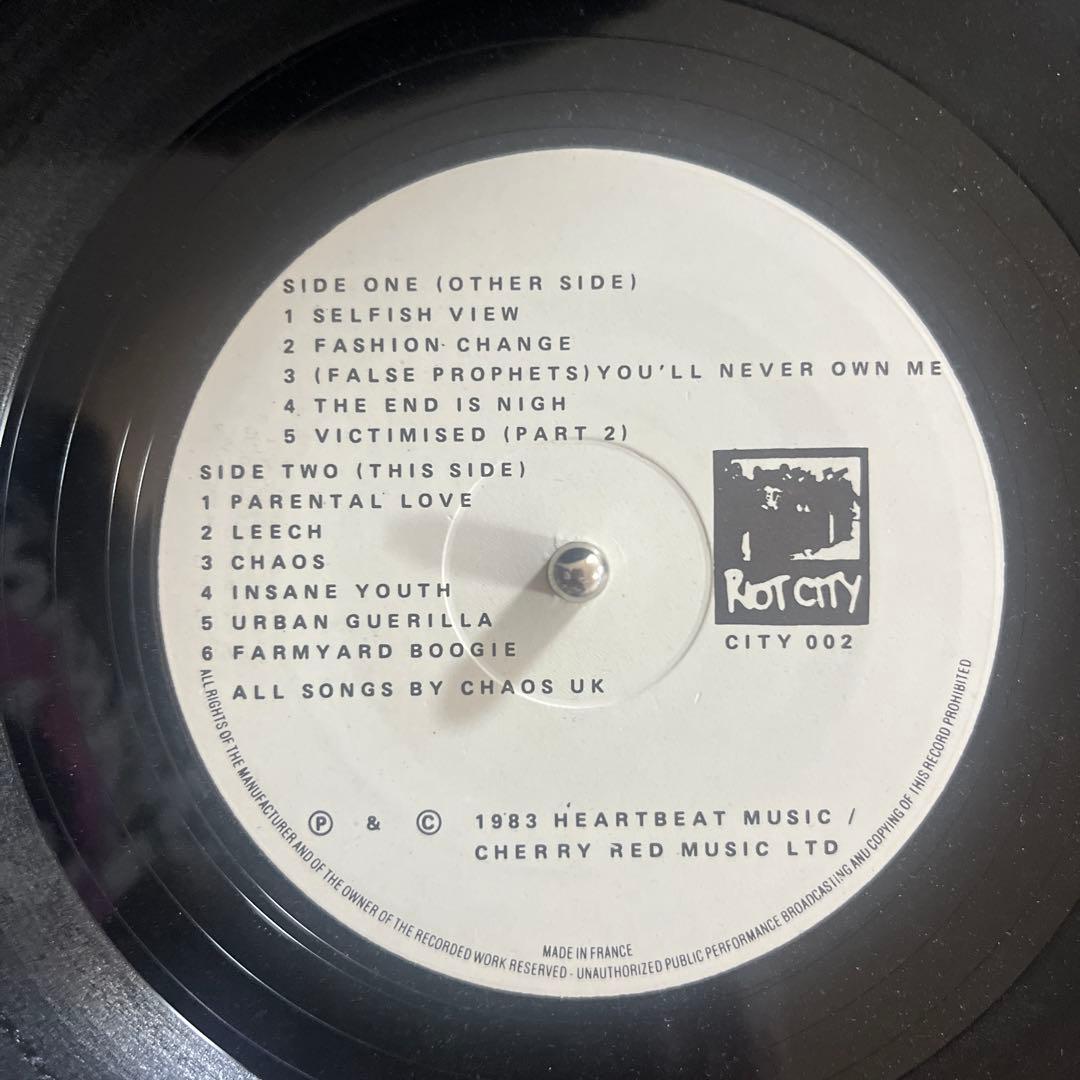 SIDE ONE (OTHER SIDE)
1 SELFISH VIEW
2 FASHION CHANGE
3 (FALSE PROPHETS)YOU'LL NEVER OWN ME
4 THE END IS NIGH
5 VICTIMISED (PART 2)
SIDE TWO (THIS SIDE)
1 PARENTAL LOVE
2 LEECH
3 CHAOS
4 INSANE YOUTH
5 URBAN GUERILLA
6 FARMYARD BOOGIE
ALL SONGS BY CHAOS UK
RIOT CITY
CITY 002
Ⓟ & © 1983 HEARTBEAT MUSIC /
CHERRY RED MUSIC LTD
MADE IN FRANCE
ALL RIGHTS OF THE MANUFACTURER AND OF THE OWNER OF THE RECORDED WORK RESERVED - UNAUTHORIZED PUBLIC PERFORMANCE BROADCASTING AND COPYING OF THIS RECORD PROHIBITED